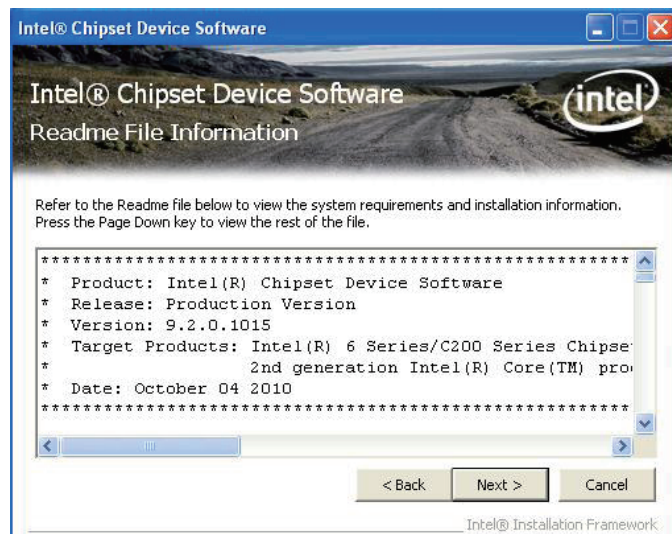 Intel® Chipset Device Software
Intel® Chipset Device Software
intel
Readme File Information
Refer to the Readme file below to view the system requirements and installation information.
Press the Page Down key to view the rest of the file.
************************************************************
* Product: Intel(R) Chipset Device Software
* Release: Production Version
* Version: 9.2.0.1015
* Target Products: Intel(R) 6 Series/C200 Series Chipse
* 2nd generation Intel(R) Core(TM) pro
* Date: October 04 2010
************************************************************
< Back Next > Cancel
Intel® Installation Framework